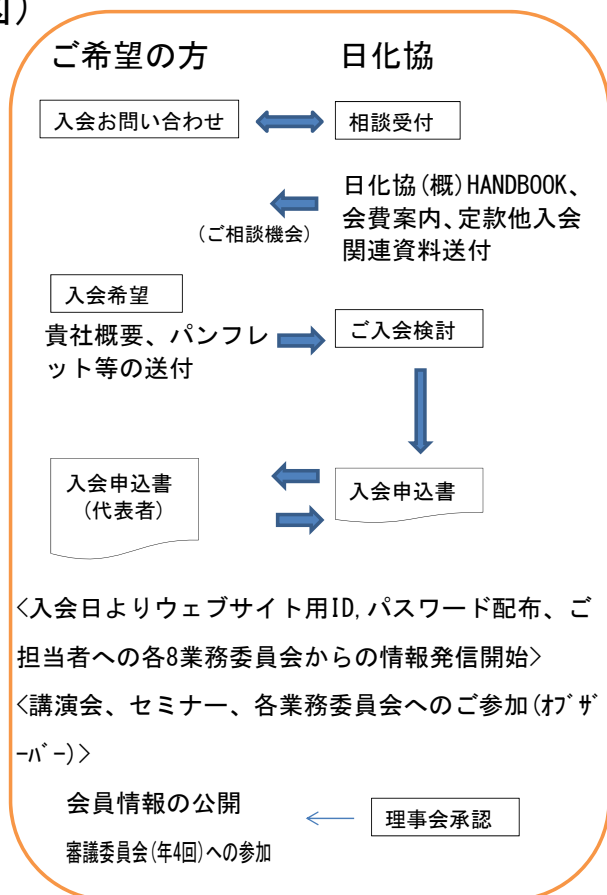 図)
ご希望の方
日化協
入会お問い合わせ
相談受付
日化協(概)HANDBOOK、
会費案内、定款他入会
関連資料送付
(ご相談機会)
入会希望
貴社概要、パンフレ
ット等の送付
ご入会検討
入会申込書
(代表者)
入会申込書
<入会日よりウェブサイト用ID,パスワード配布、ご
担当者への各8業務委員会からの情報発信開始>
<講演会、セミナー、各業務委員会へのご参加(ｵﾌﾞｻﾞ
ｰﾊﾞｰ)>
会員情報の公開
理事会承認
審議委員会(年4回)への参加